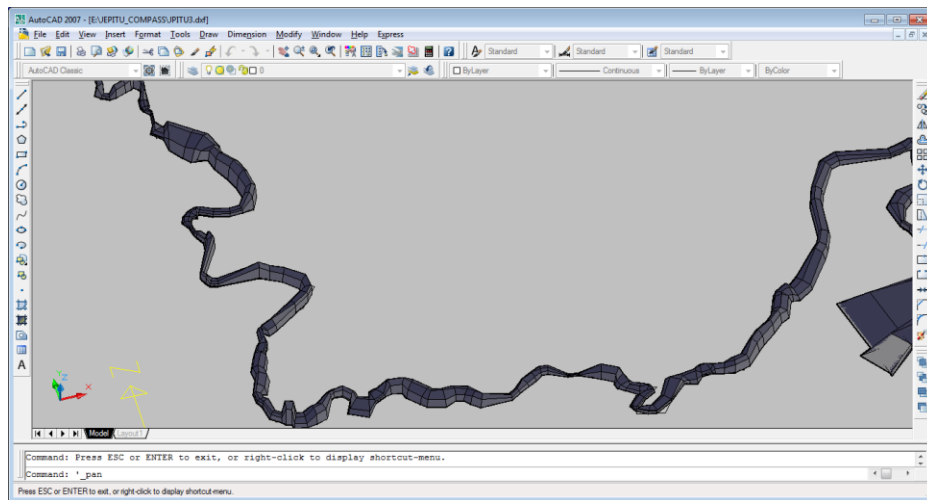 AutoCAD 2007 - [E:\JEPITU_COMPASS\JPITU3.dxf]
File Edit View Insert Format Tools Draw Dimension Modify Window Help Express
Standard Standard Standard
AutoCAD Classic 0 ByLayer Continuous ByLayer ByColor
Y Z X
Model Layout1
Command: Press ESC or ENTER to exit, or right-click to display shortcut-menu.
Command: '_pan
Press ESC or ENTER to exit, or right-click to display shortcut-menu.